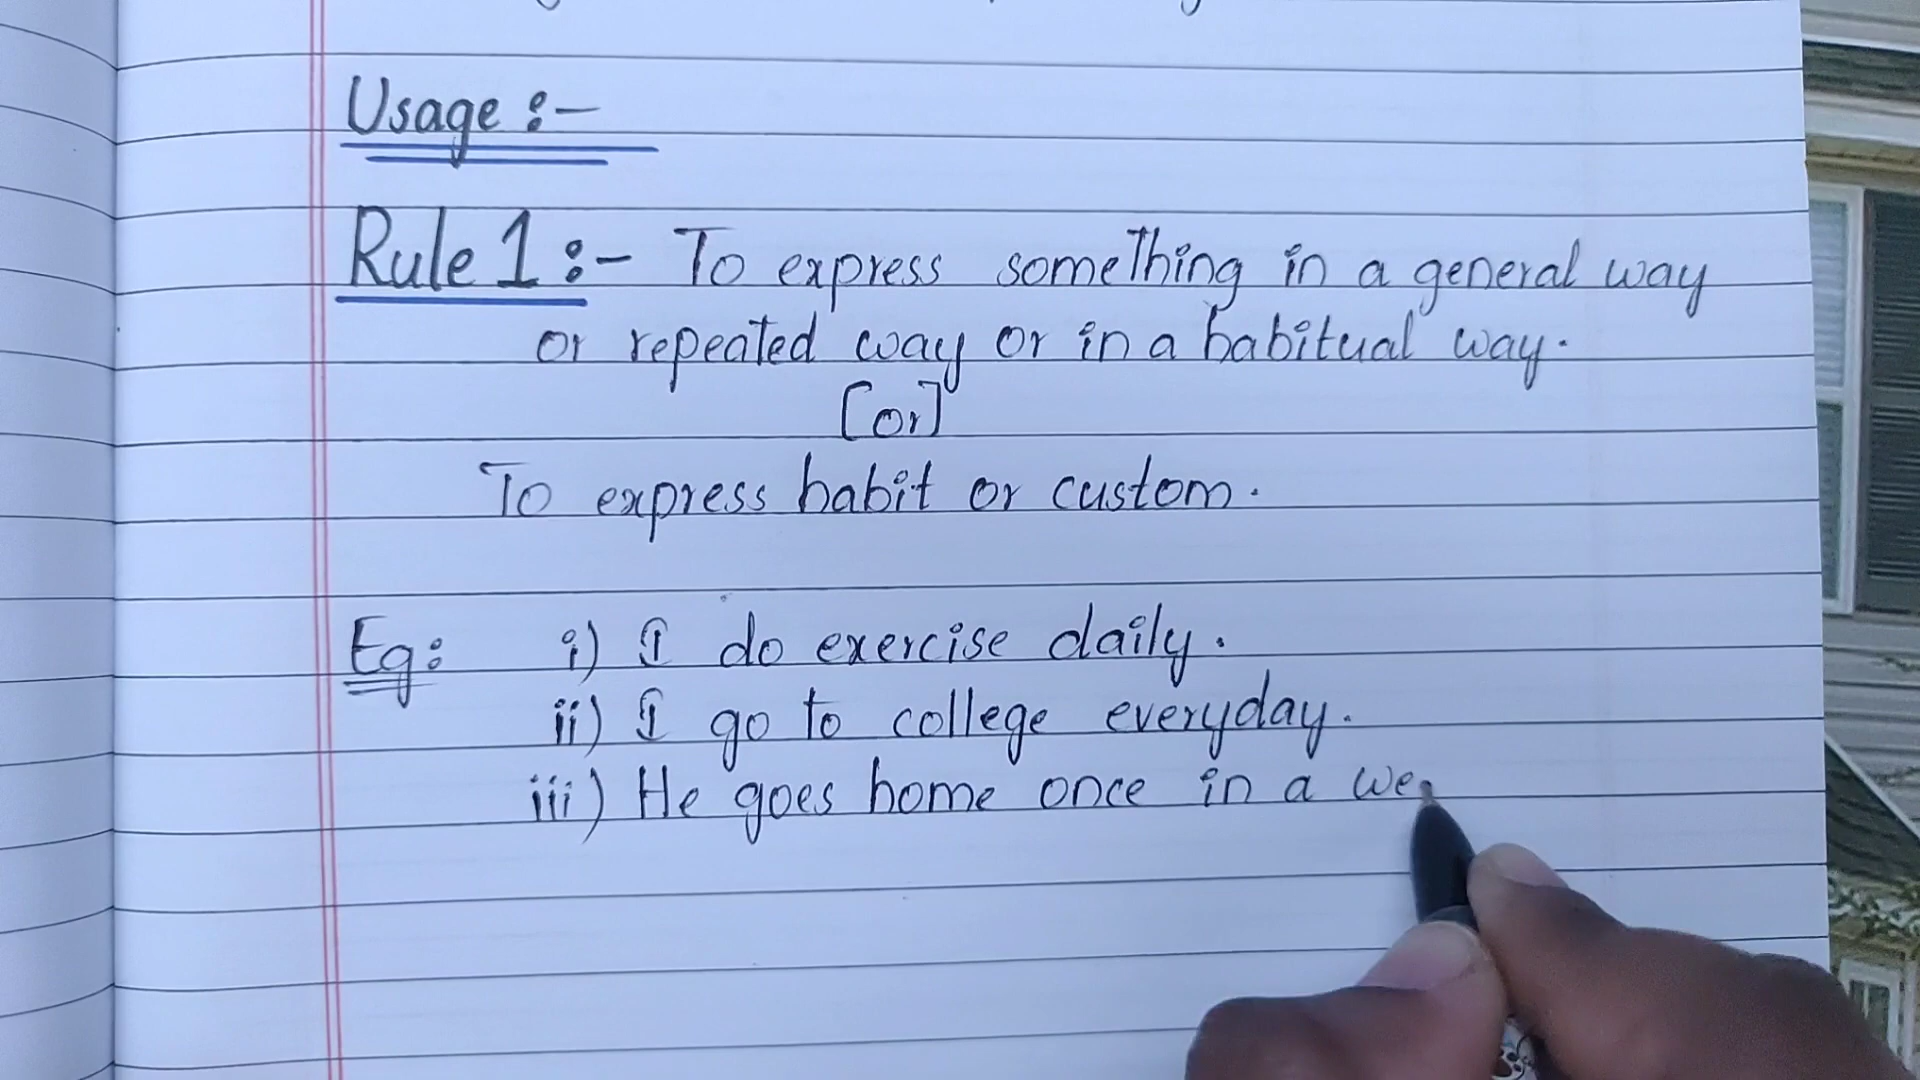 Usage :-
Rule 1 :- To express something in a general way
or repeated way or in a habitual way.
[or]
To express habit or custom.
Eg: i) I do exercise daily.
ii) I go to college everyday.
iii) He goes home once in a we